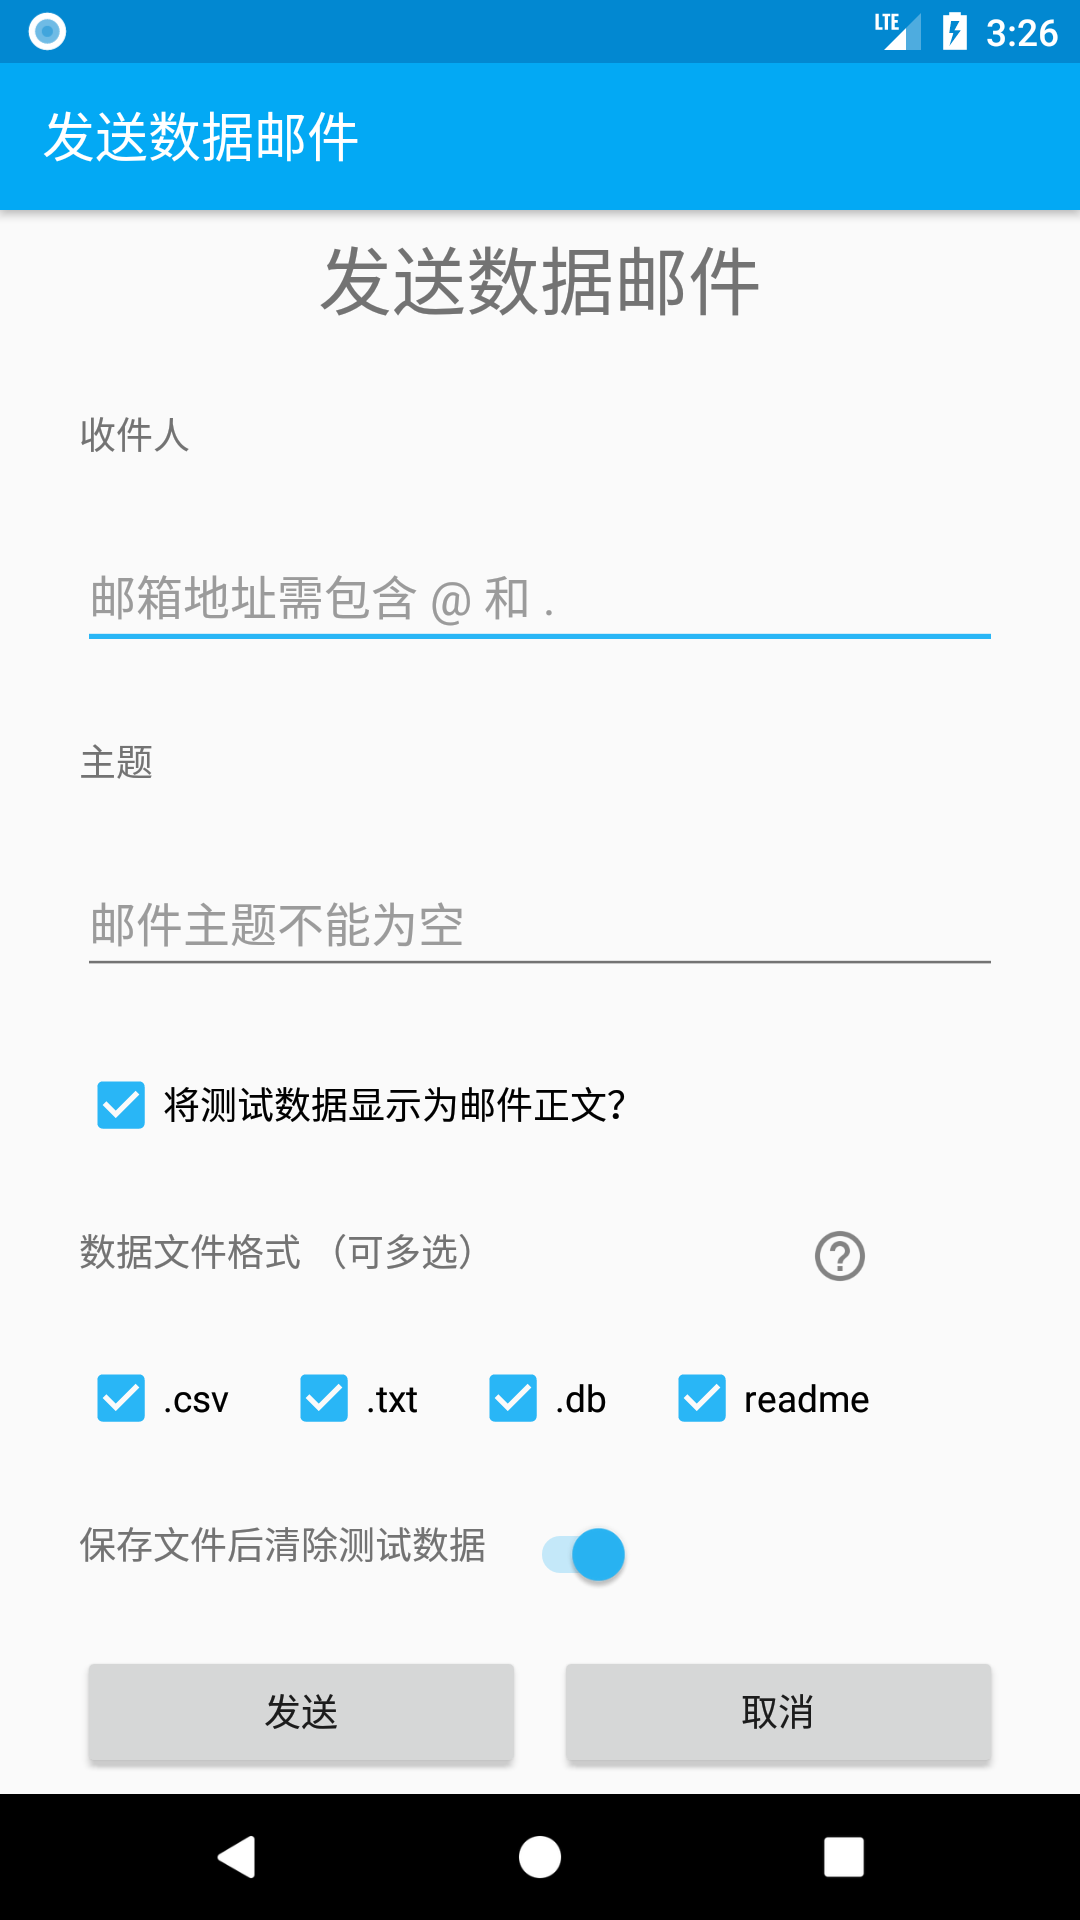 LTE 3:26
发送数据邮件
发送数据邮件
收件人
邮箱地址需包含 @ 和 .
主题
邮件主题不能为空
将测试数据显示为邮件正文?
数据文件格式 （可多选）
.csv .txt .db readme
保存文件后清除测试数据
发送 取消